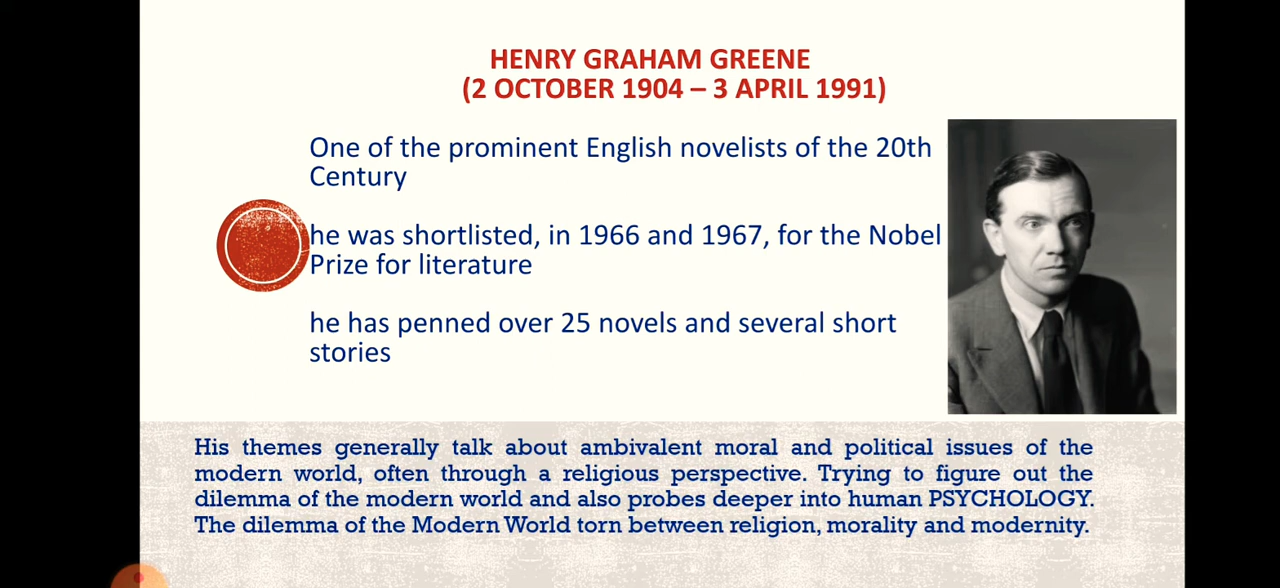 HENRY GRAHAM GREENE
(2 OCTOBER 1904 – 3 APRIL 1991)
One of the prominent English novelists of the 20th
Century
he was shortlisted, in 1966 and 1967, for the Nobel
Prize for literature
he has penned over 25 novels and several short
stories
His themes generally talk about ambivalent moral and political issues of the
modern world, often through a religious perspective. Trying to figure out the
dilemma of the modern world and also probes deeper into human PSYCHOLOGY.
The dilemma of the Modern World torn between religion, morality and modernity.